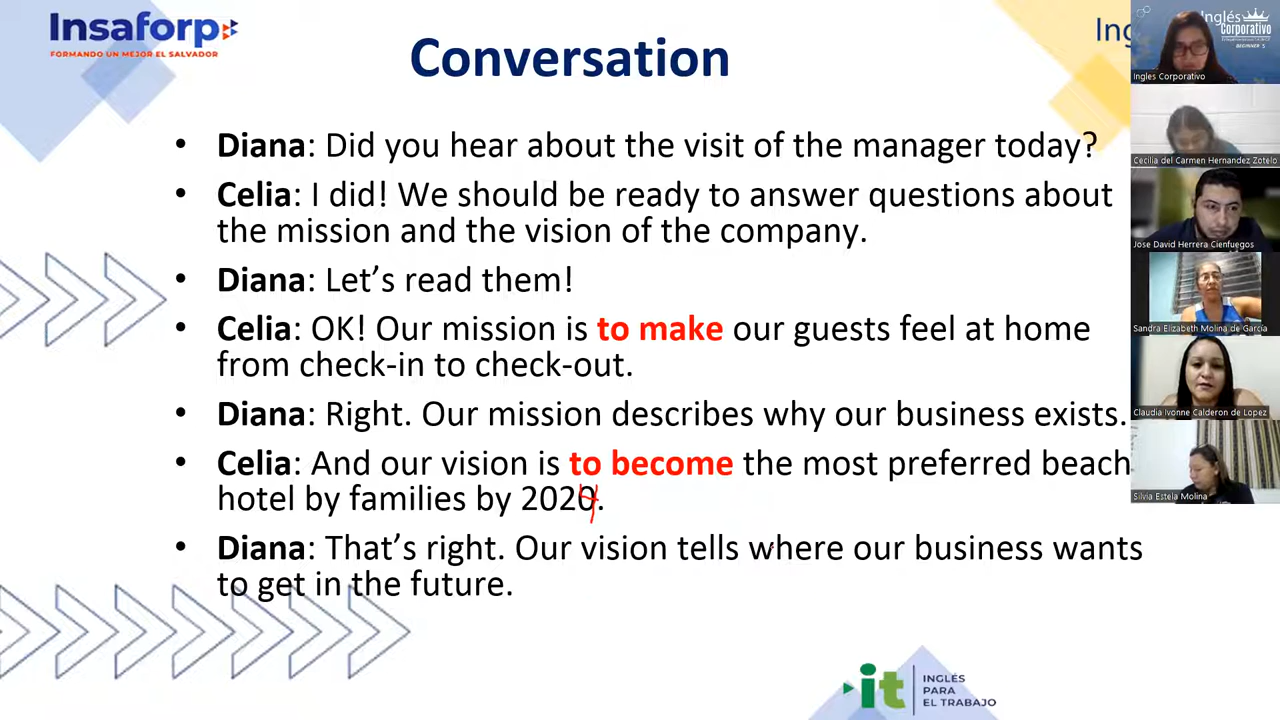 Insaforp
FORMANDO UN MEJOR EL SALVADOR
Conversation
• Diana: Did you hear about the visit of the manager today?
• Celia: I did! We should be ready to answer questions about
the mission and the vision of the company.
• Diana: Let’s read them!
• Celia: OK! Our mission is to make our guests feel at home
from check-in to check-out.
• Diana: Right. Our mission describes why our business exists.
• Celia: And our vision is to become the most preferred beach
hotel by families by 2020.
• Diana: That’s right. Our vision tells where our business wants
to get in the future.
it
INGLÉS
PARA
EL TRABAJO
Inglés
Corporativo
BEGINNER´S
Ingles Corporativo
Cecilia del Carmen Hernandez Zotelo
Jose David Herrera Cienfuegos
Sandra Elizabeth Molina de García
Claudia Ivonne Calderon de Lopez
Silvia Estela Molina